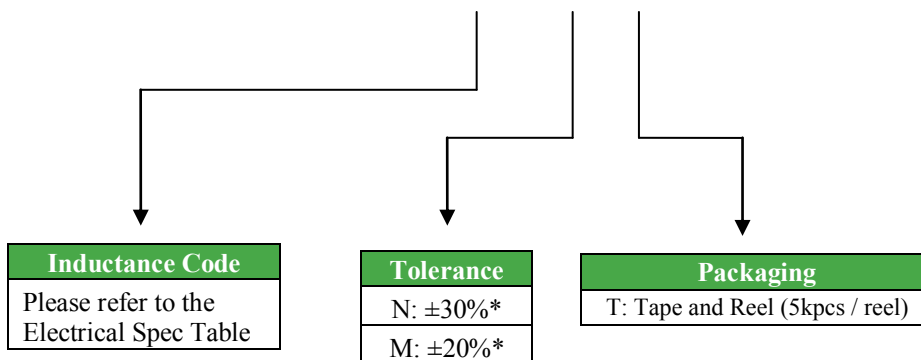 Inductance Code
Please refer to the
Electrical Spec Table
Tolerance
N: ±30%*
M: ±20%*
Packaging
T: Tape and Reel (5kpcs / reel)